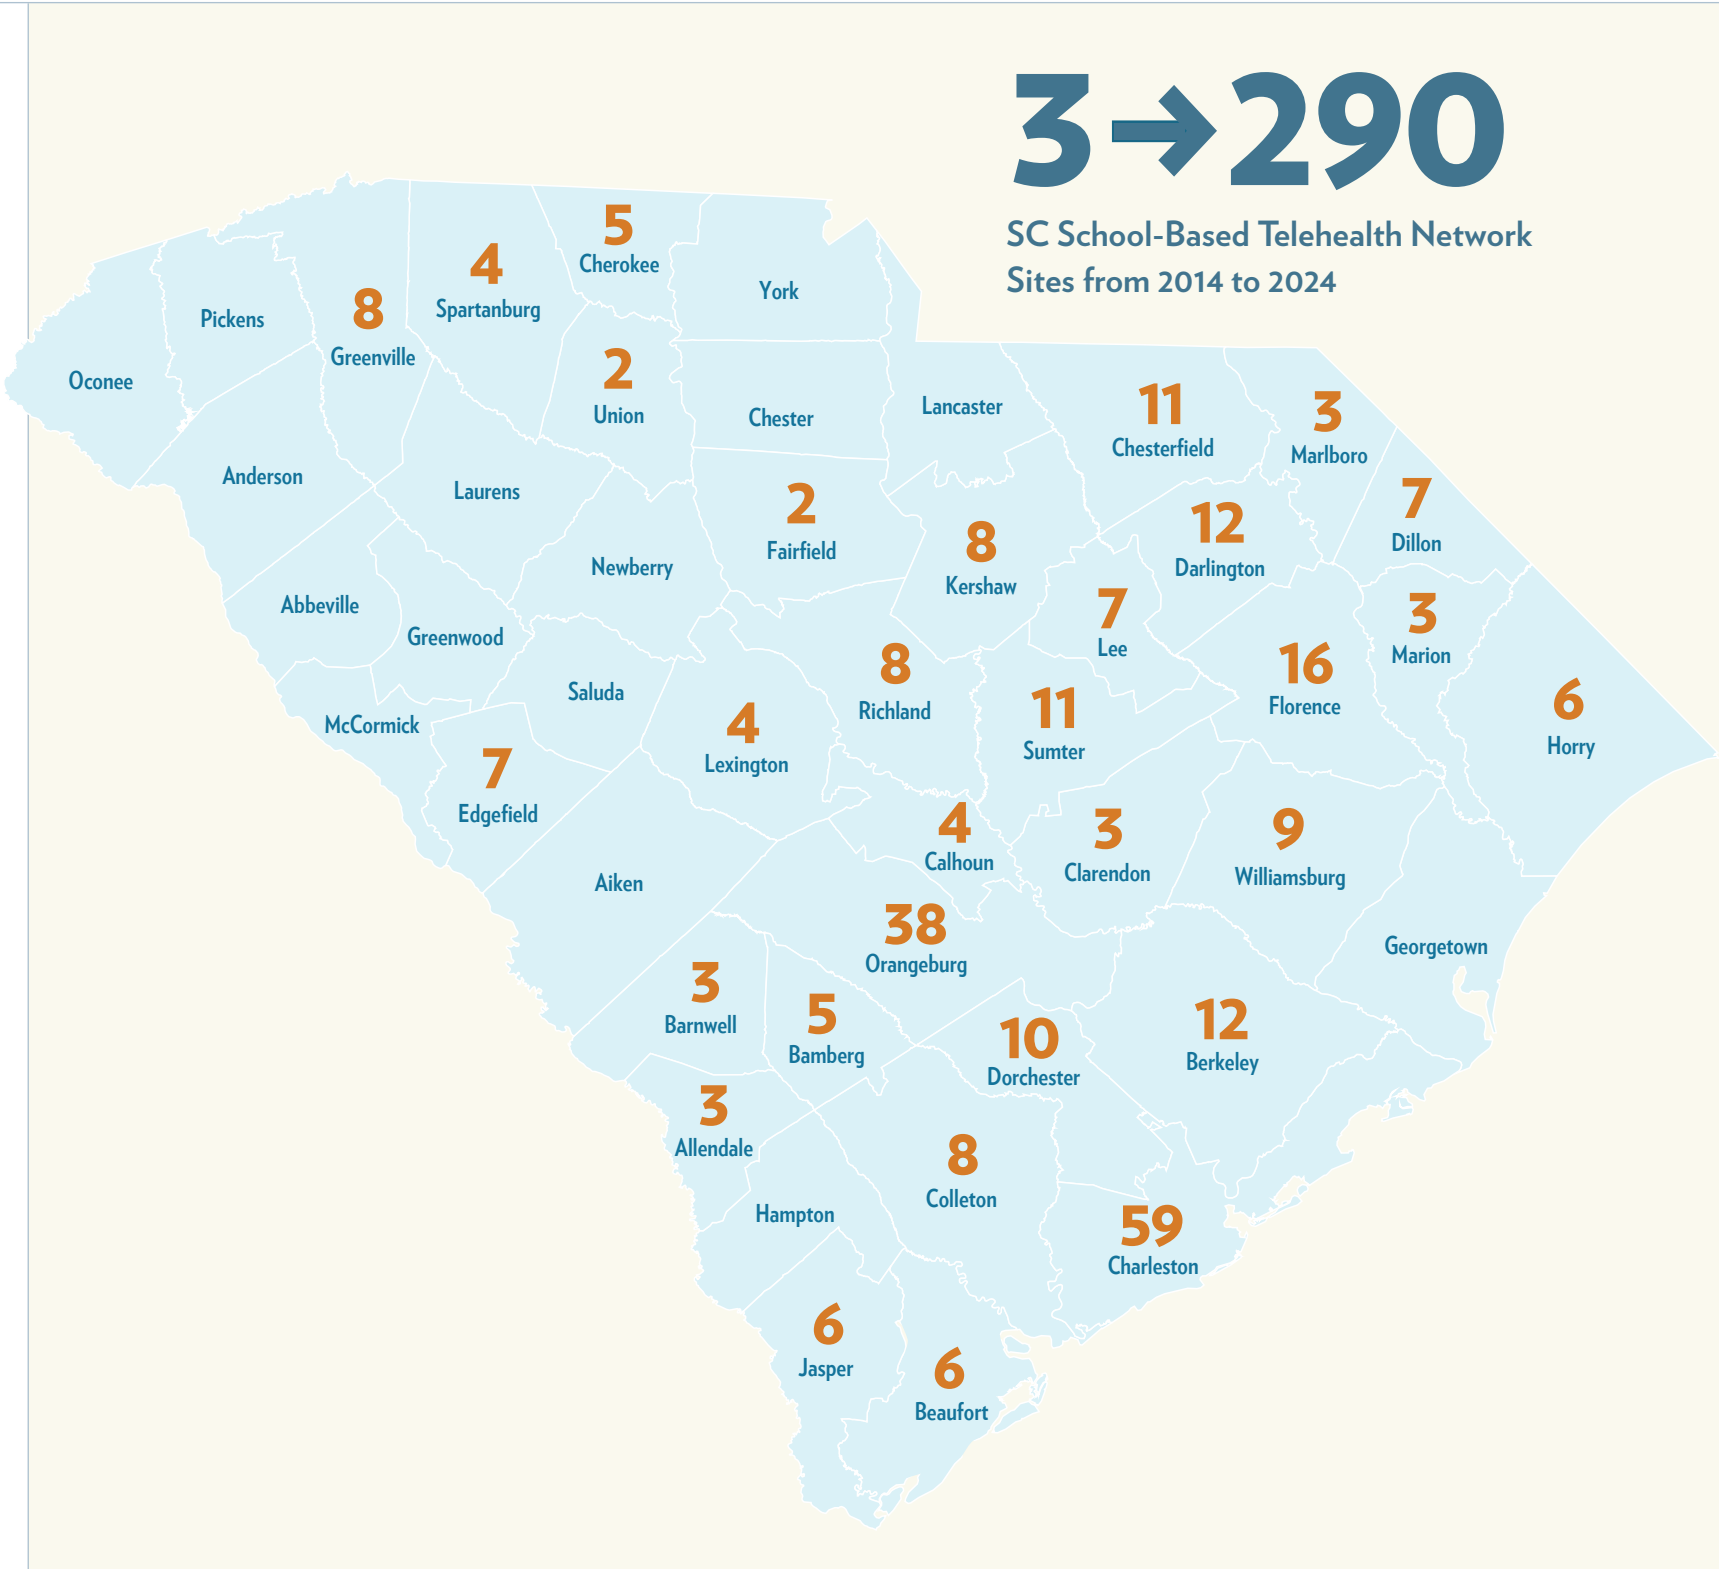 3→290
SC School-Based Telehealth Network
Sites from 2014 to 2024
5
Cherokee
4
Spartanburg
York
8
Greenville
Pickens
Oconee
2
Union
Chester
Lancaster
11
Chesterfield
3
Marlboro
Anderson
Laurens
2
Fairfield
7
Dillon
12
Darlington
8
Kershaw
Newberry
Abbeville
Greenwood
7
Lee
3
Marion
16
Florence
8
Richland
Saluda
McCormick
4
Lexington
11
Sumter
6
Horry
7
Edgefield
4
Calhoun
3
Clarendon
9
Williamsburg
Aiken
38
Orangeburg
Georgetown
3
Barnwell
5
Bamberg
10
Dorchester
12
Berkeley
3
Allendale
8
Colleton
Hampton
59
Charleston
6
Jasper
6
Beaufort